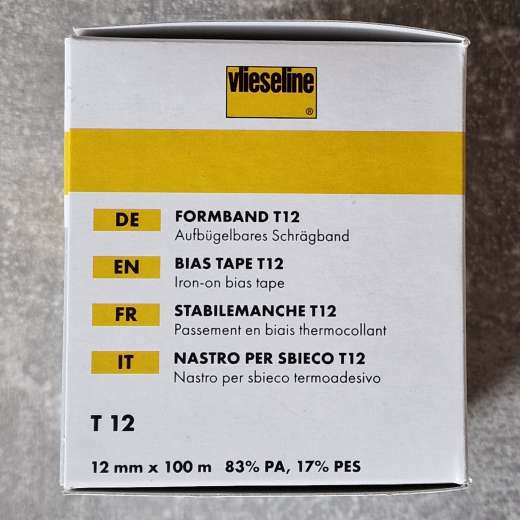 vlieseline
®
DE FORMBAND T12
Aufbügelbares Schrägband
EN BIAS TAPE T12
Iron-on bias tape
FR STABILEMANCHE T12
Passement en biais thermocollant
IT NASTRO PER SBIECO T12
Nastro per sbieco termoadesivo
T 12
12 mm x 100 m 83% PA, 17% PES